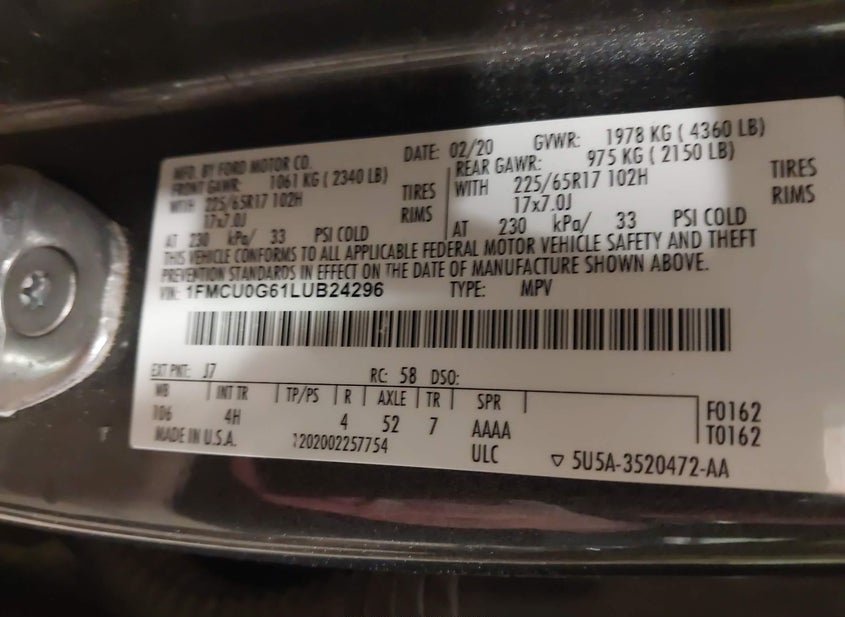 MFD. BY FORD MOTOR CO. DATE: 02/20 GVWR: 1978 KG ( 4360 LB)
FRONT GAWR: 1061 KG ( 2340 LB) REAR GAWR: 975 KG ( 2150 LB)
WITH 225/65R17 102H TIRES WITH 225/65R17 102H TIRES
17x7.0J RIMS 17x7.0J RIMS
AT 230 kPa/ 33 PSI COLD AT 230 kPa/ 33 PSI COLD
THIS VEHICLE CONFORMS TO ALL APPLICABLE FEDERAL MOTOR VEHICLE SAFETY AND THEFT
PREVENTION STANDARDS IN EFFECT ON THE DATE OF MANUFACTURE SHOWN ABOVE.
VIN: 1FMCU0G61LUB24296 TYPE: MPV
EXT PNT: J7 RC: 58 DSO:
WB INT TR TP/PS R AXLE TR SPR
106 4H 4 52 7 AAAA F0162
T0162
MADE IN U.S.A. 1202002257754 ULC ▽ 5U5A-3520472-AA